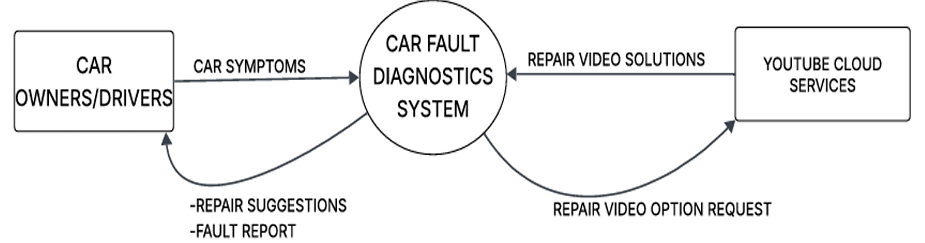 CAR
OWNERS/DRIVERS
CAR SYMPTOMS
CAR FAULT
DIAGNOSTICS
SYSTEM
REPAIR VIDEO SOLUTIONS
YOUTUBE CLOUD
SERVICES
-REPAIR SUGGESTIONS
-FAULT REPORT
REPAIR VIDEO OPTION REQUEST